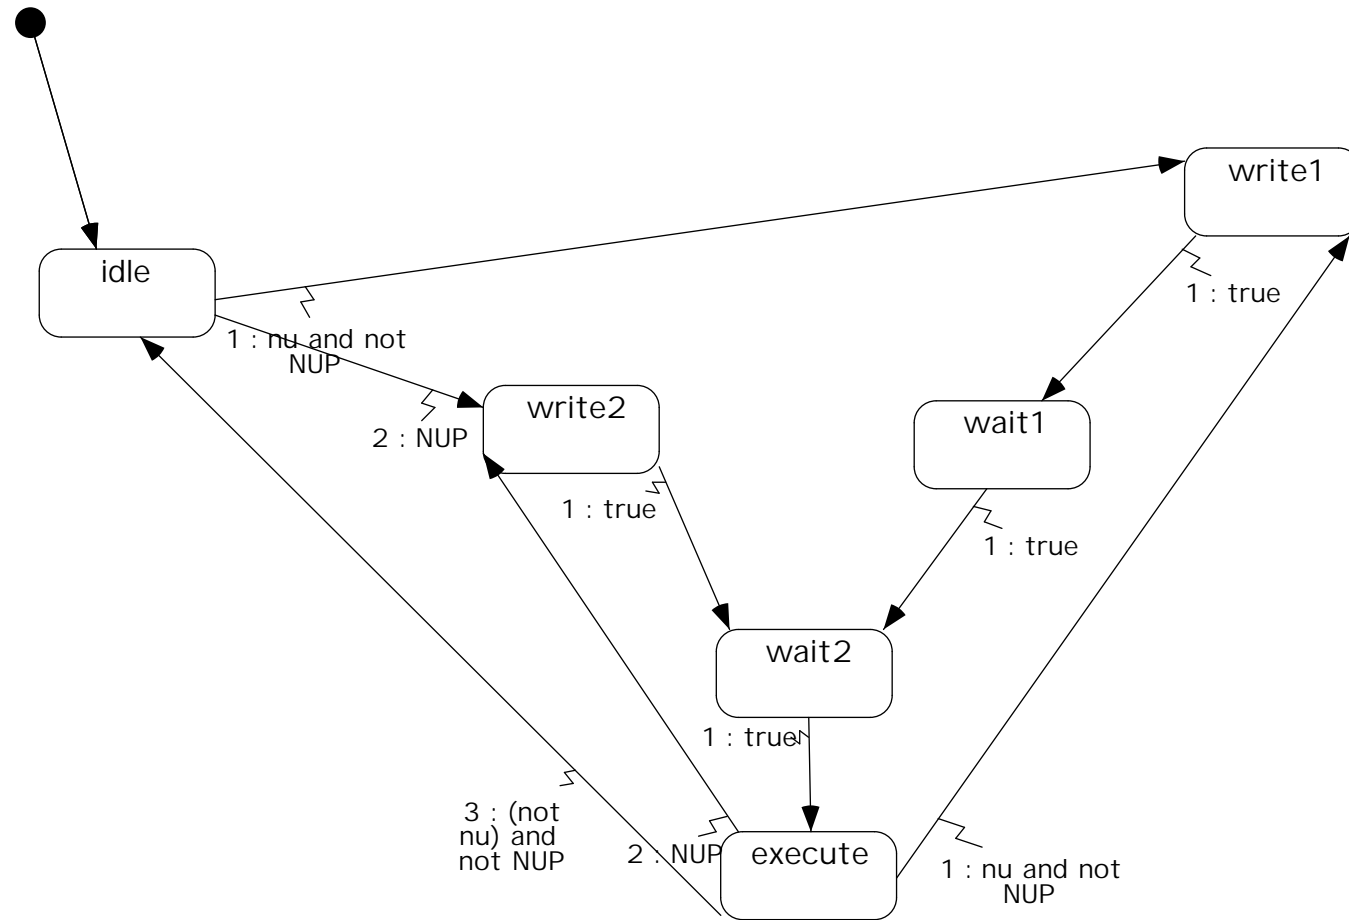 write1
idle
1 : true
1 : nu and not
NUP
write2
wait1
2 : NUP
1 : true
1 : true
wait2
1 : true
3 : (not
nu) and
not NUP
2 : NUP
execute
1 : nu and not
NUP